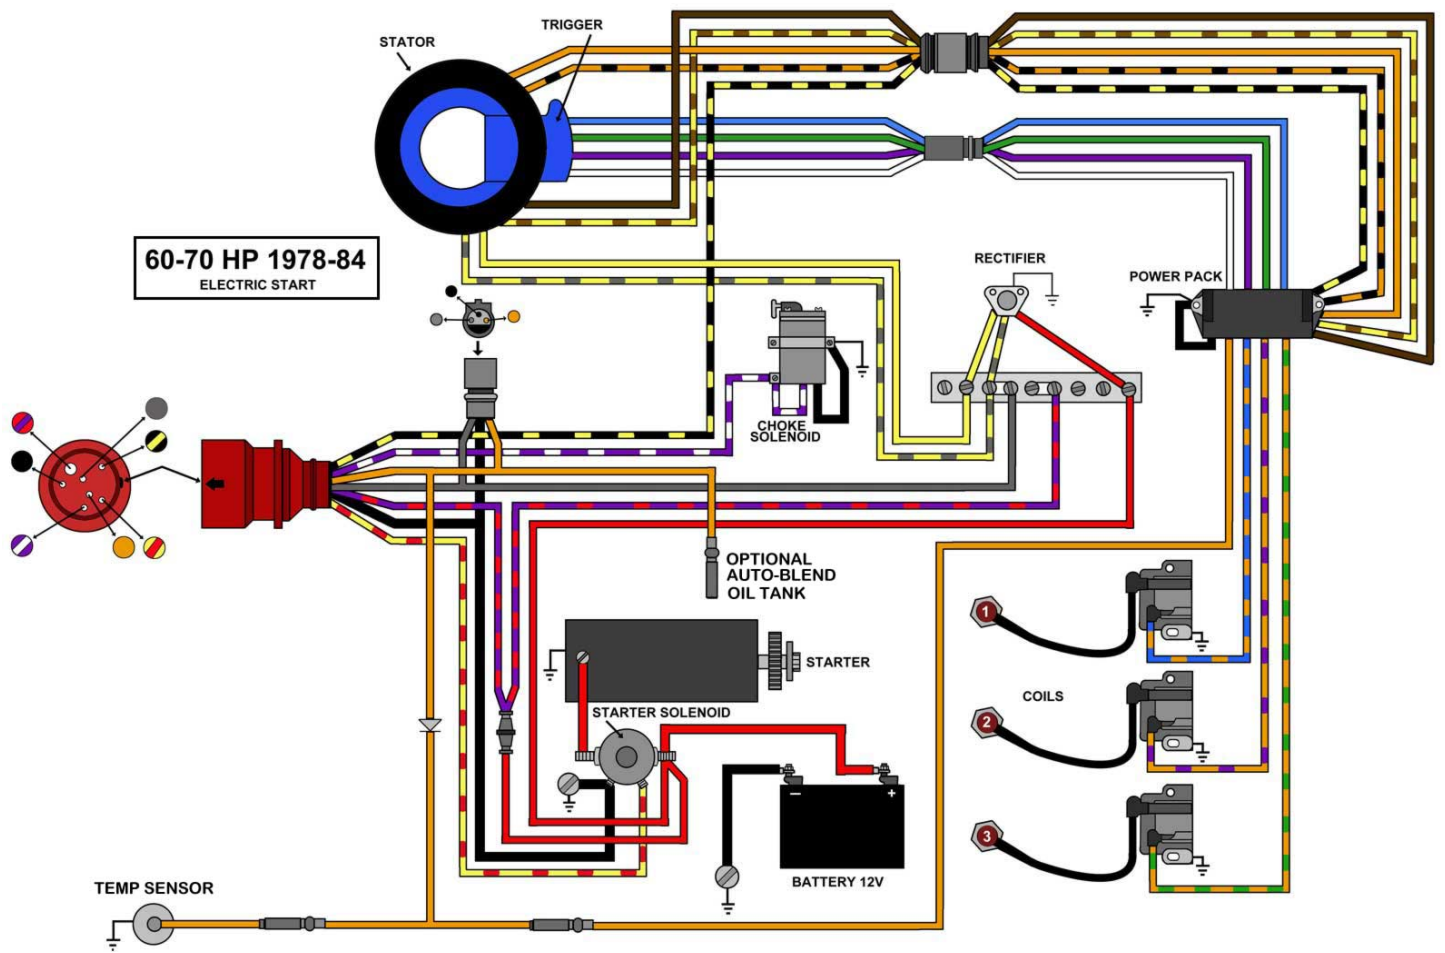 TRIGGER
STATOR
60-70 HP 1978-84
ELECTRIC START
RECTIFIER
POWER PACK
CHOKE
SOLENOID
OPTIONAL
AUTO-BLEND
OIL TANK
1
STARTER
COILS
STARTER SOLENOID
2
- +
3
BATTERY 12V
TEMP SENSOR